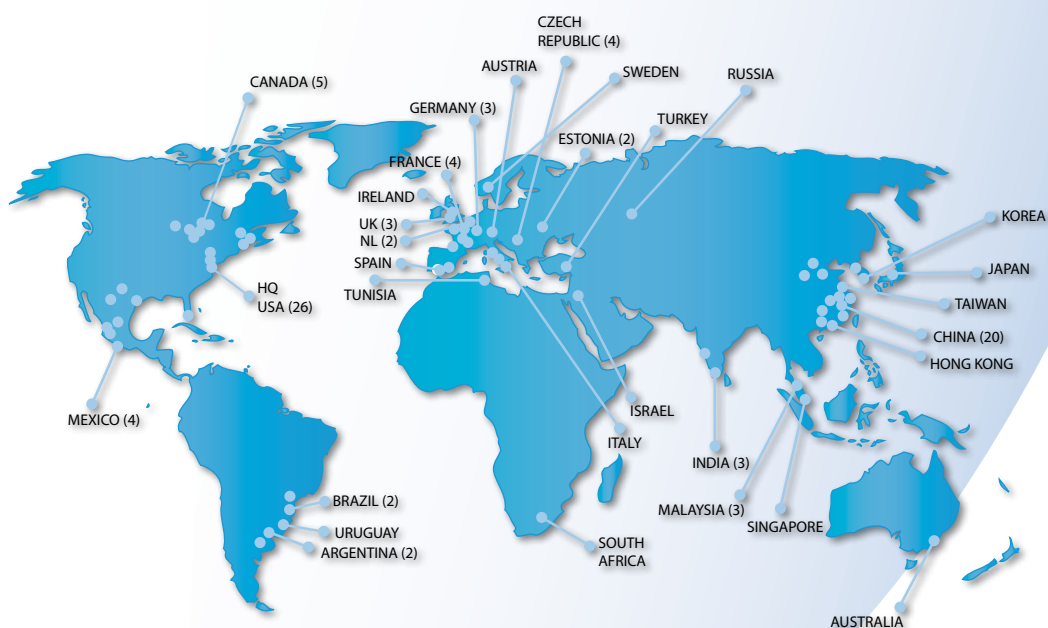 CZECH
REPUBLIC (4)
AUSTRIA
SWEDEN
RUSSIA
CANADA (5)
GERMANY (3)
TURKEY
ESTONIA (2)
FRANCE (4)
IRELAND
UK (3)
NL (2)
SPAIN
TUNISIA
HQ
USA (26)
KOREA
JAPAN
TAIWAN
CHINA (20)
HONG KONG
MEXICO (4)
ISRAEL
ITALY
INDIA (3)
MALAYSIA (3)
SINGAPORE
BRAZIL (2)
URUGUAY
ARGENTINA (2)
SOUTH
AFRICA
AUSTRALIA